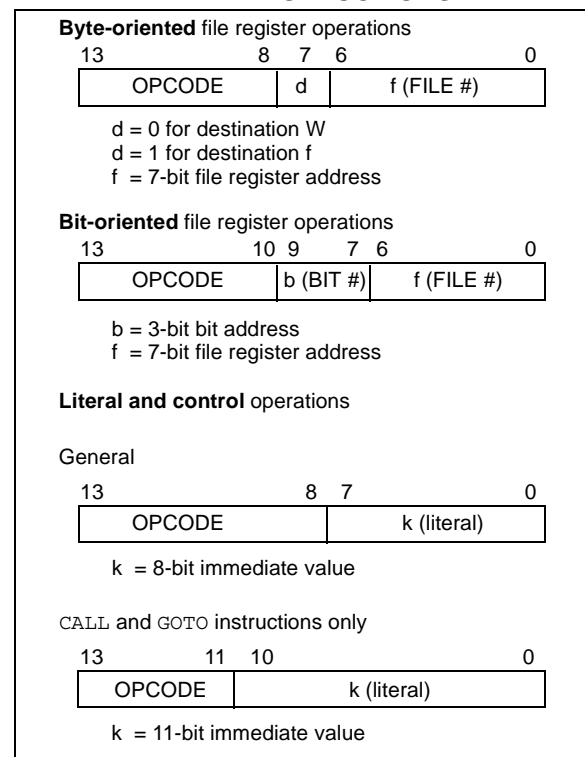 Byte-oriented file register operations
13 8 7 6 0
OPCODE d f (FILE #)
d = 0 for destination W
d = 1 for destination f
f = 7-bit file register address
Bit-oriented file register operations
13 10 9 7 6 0
OPCODE b (BIT #) f (FILE #)
b = 3-bit bit address
f = 7-bit file register address
Literal and control operations
General
13 8 7 0
OPCODE k (literal)
k = 8-bit immediate value
CALL and GOTO instructions only
13 11 10 0
OPCODE k (literal)
k = 11-bit immediate value